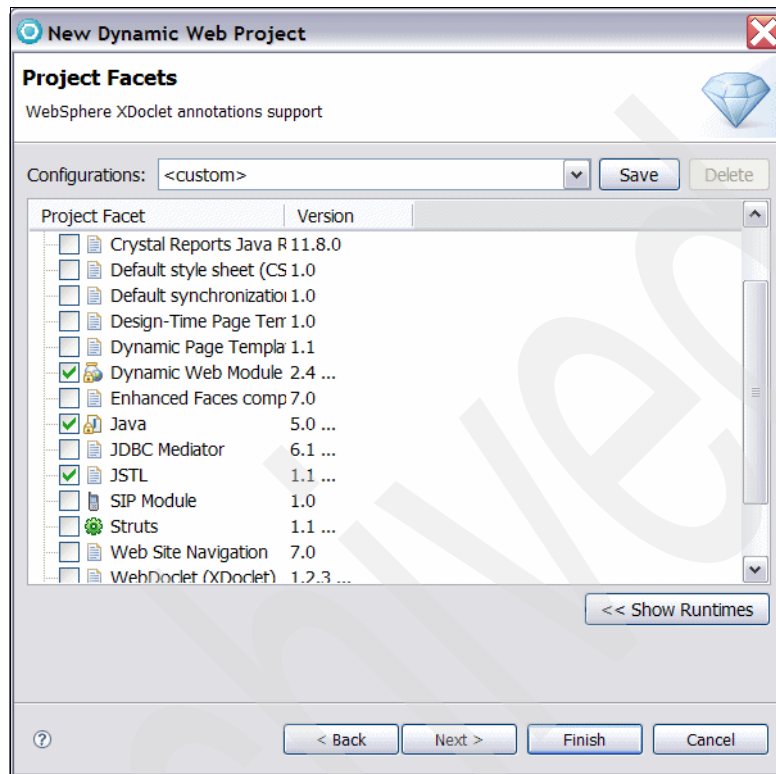 New Dynamic Web Project
Project Facets
WebSphere XDoclet annotations support
Configurations: <custom> Save Delete
Project Facet Version
Crystal Reports Java R 11.8.0
Default style sheet (CS 1.0
Default synchronizatio 1.0
Design-Time Page Tem 1.0
Dynamic Page Templa 1.1
Dynamic Web Module 2.4 ...
Enhanced Faces comp 7.0
Java 5.0 ...
JDBC Mediator 6.1 ...
JSTL 1.1 ...
SIP Module 1.0
Struts 1.1 ...
Web Site Navigation 7.0
WebDoclet (XDoclet) 1.2.3 ...
<< Show Runtimes
? < Back Next > Finish Cancel